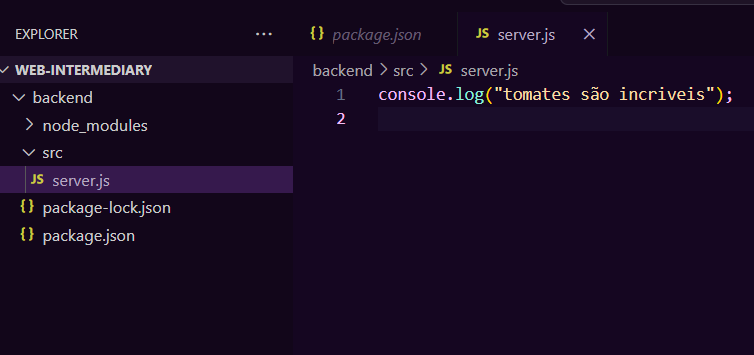 EXPLORER ...
WEB-INTERMEDIARY
backend
node_modules
src
JS server.js
{} package-lock.json
{} package.json
{} package.json JS server.js
backend > src > JS server.js
1 console.log("tomates são incriveis");
2